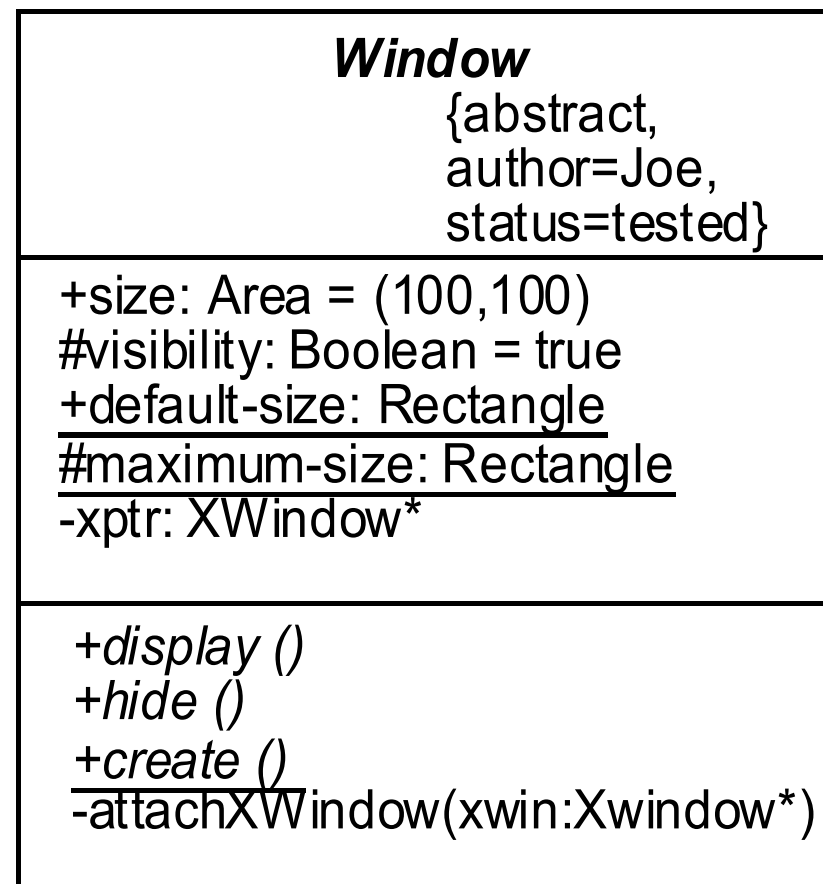 Window
{abstract,
author=Joe,
status=tested}
+size: Area = (100,100)
#visibility: Boolean = true
+default-size: Rectangle
#maximum-size: Rectangle
-xptr: XWindow*
+display ()
+hide ()
+create ()
-attachXWindow(xwin:Xwindow*)